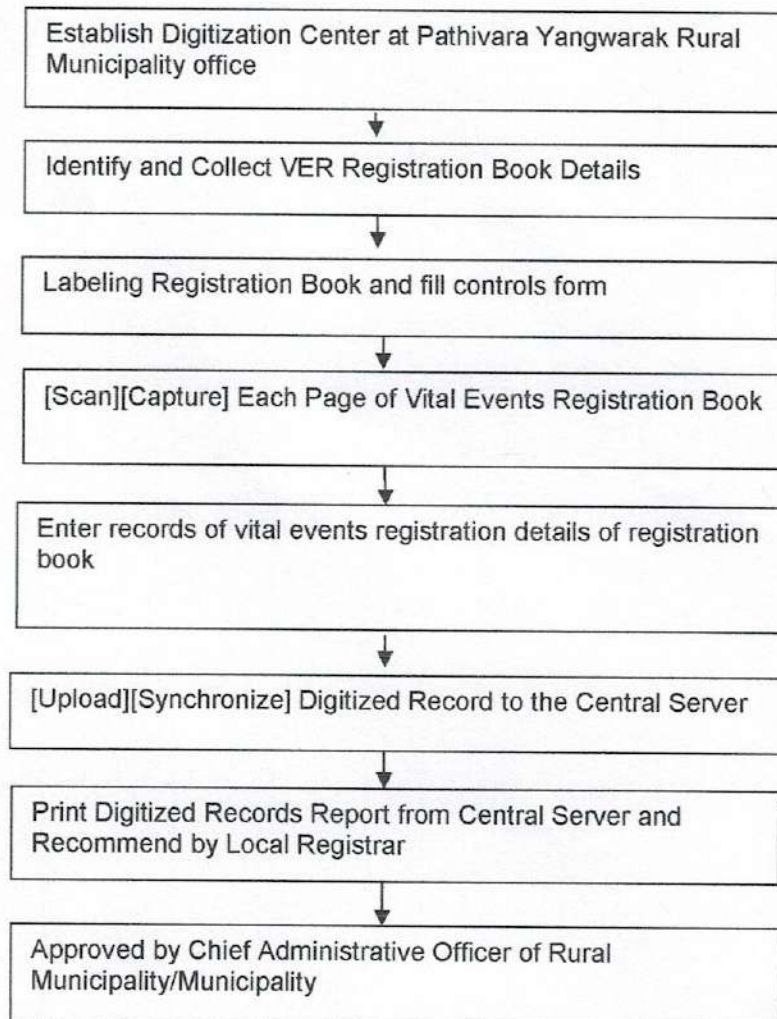 Establish Digitization Center at Pathivara Yangwarak Rural
Municipality office
Identify and Collect VER Registration Book Details
Labeling Registration Book and fill controls form
[Scan][Capture] Each Page of Vital Events Registration Book
Enter records of vital events registration details of registration
book
[Upload][Synchronize] Digitized Record to the Central Server
Print Digitized Records Report from Central Server and
Recommend by Local Registrar
Approved by Chief Administrative Officer of Rural
Municipality/Municipality